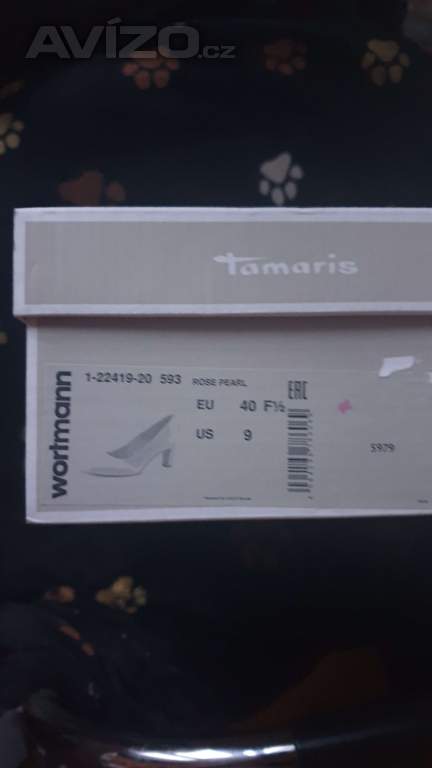 AVÍZO.cz
Tamaris
wortmann
1-22419-20 593 ROSE PEARL
EU 40 F½
US 9
EAC
5979